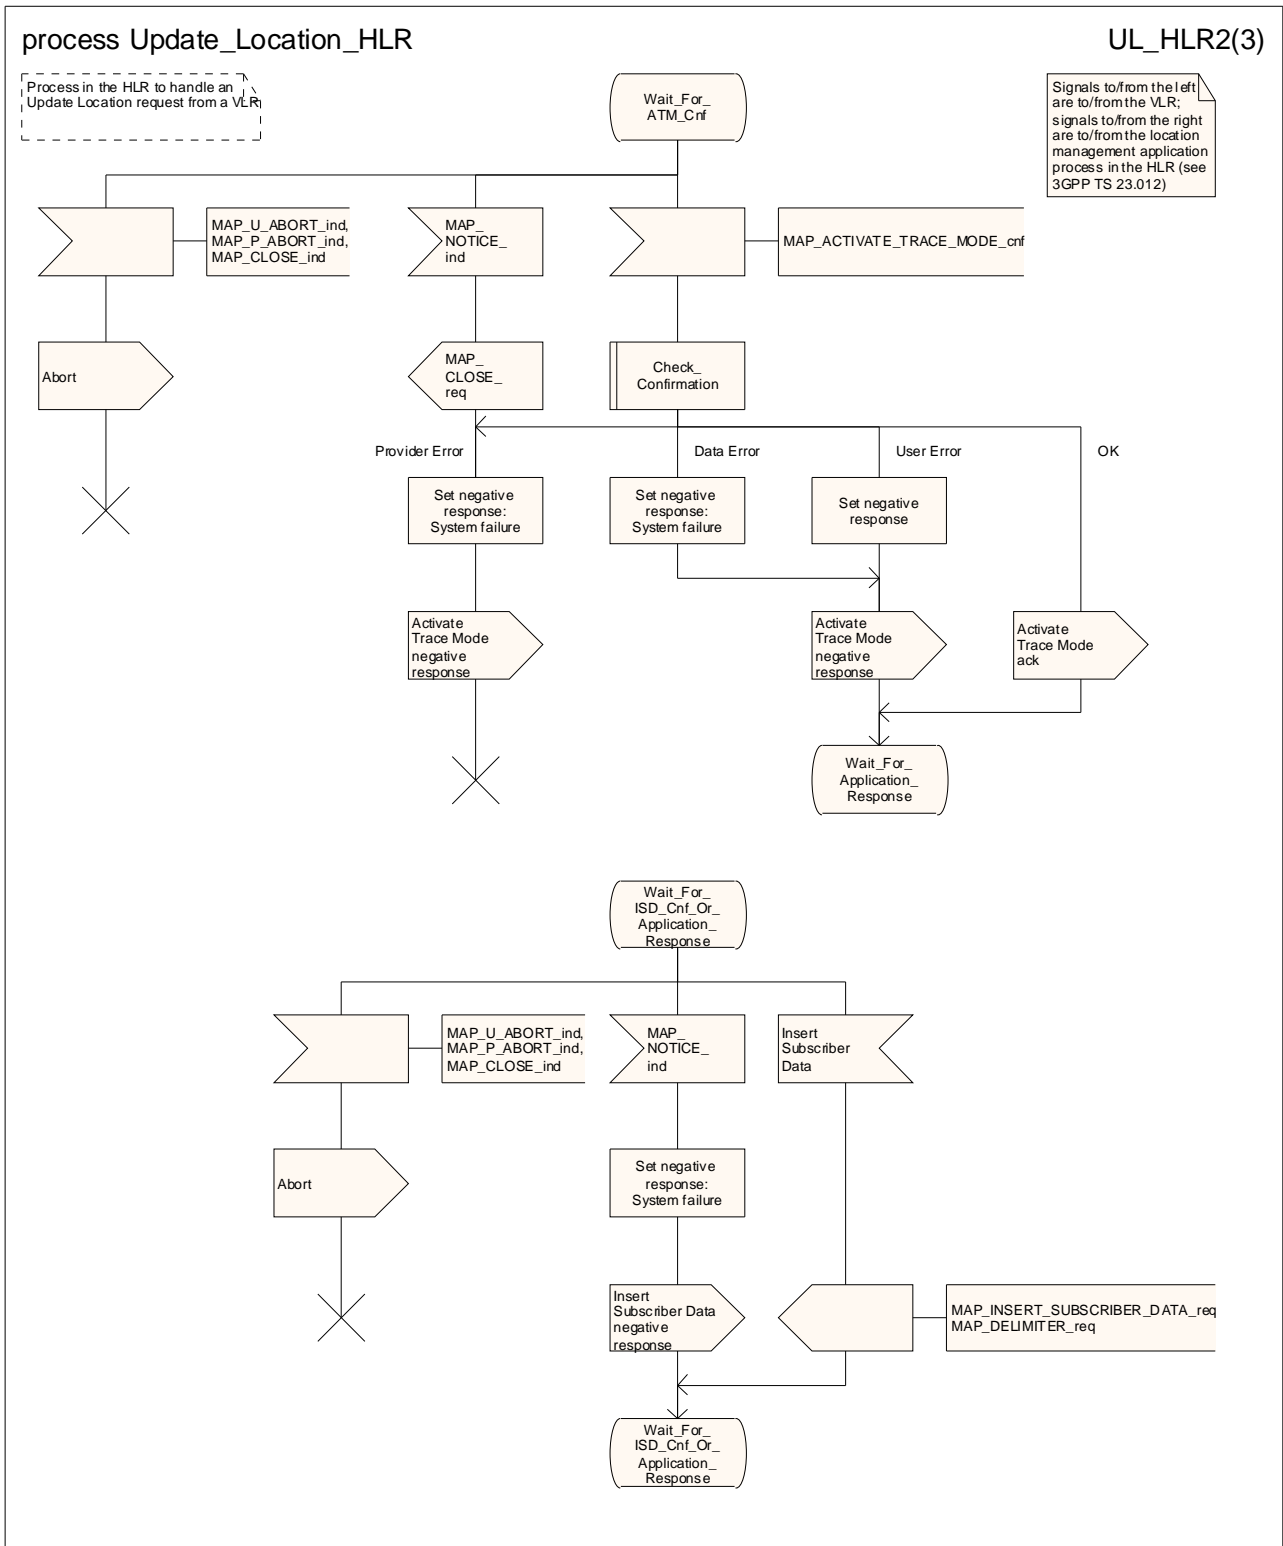 process Update_Location_HLR
UL_HLR2(3)
Process in the HLR to handle an
Update Location request from a VLR
Wait_For_
ATM_Cnf
Signals to/from the left
are to/from the VLR;
signals to/from the right
are to/from the location
management application
process in the HLR (see
3GPP TS 23.012)
MAP_U_ABORT_ind,
MAP_P_ABORT_ind,
MAP_CLOSE_ind
MAP_
NOTICE_
ind
MAP_ACTIVATE_TRACE_MODE_cnf
Abort
MAP_
CLOSE_
req
Check_
Confirmation
Provider Error
Data Error
User Error
OK
Set negative
response:
System failure
Set negative
response:
System failure
Set negative
response
Activate
Trace Mode
negative
response
Activate
Trace Mode
negative
response
Activate
Trace Mode
ack
Wait_For_
Application_
Response
Wait_For_
ISD_Cnf_Or_
Application_
Response
MAP_U_ABORT_ind,
MAP_P_ABORT_ind,
MAP_CLOSE_ind
MAP_
NOTICE_
ind
Insert
Subscriber
Data
Abort
Set negative
response:
System failure
Insert
Subscriber Data
negative
response
MAP_INSERT_SUBSCRIBER_DATA_req
MAP_DELIMITER_req
Wait_For_
ISD_Cnf_Or_
Application_
Response